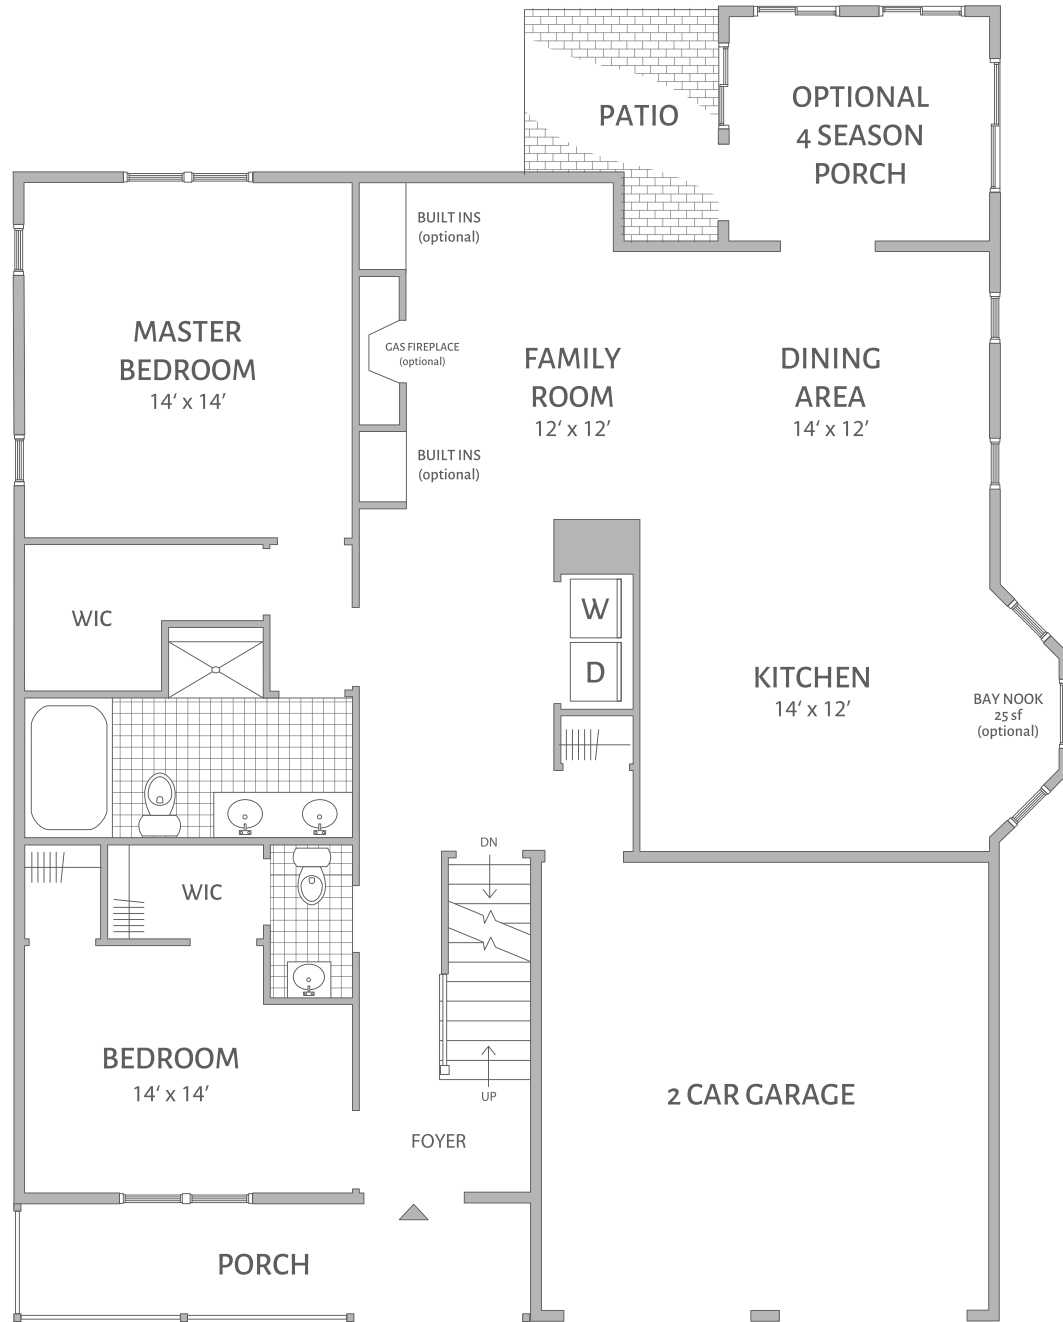 PATIO
OPTIONAL
4 SEASON
PORCH
BUILT INS
(optional)
MASTER
BEDROOM
14‘ x 14’
GAS FIREPLACE
(optional)
FAMILY
ROOM
12‘ x 12’
DINING
AREA
14‘ x 12’
BUILT INS
(optional)
WIC
W
D
KITCHEN
14‘ x 12’
BAY NOOK
25 sf
(optional)
DN
WIC
BEDROOM
14‘ x 14’
UP
2 CAR GARAGE
FOYER
PORCH